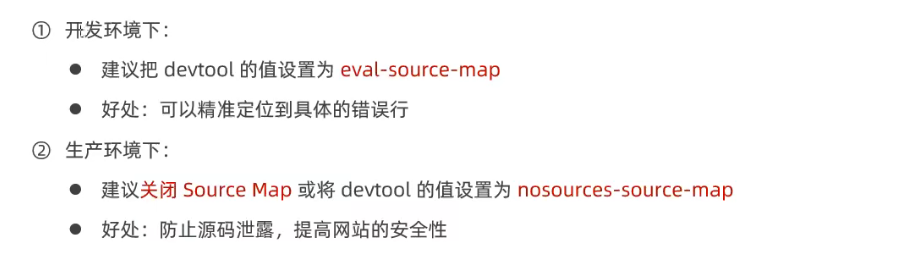 ① 开发环境下：
● 建议把 devtool 的值设置为 eval-source-map
● 好处：可以精准定位到具体的错误行
② 生产环境下：
● 建议关闭 Source Map 或将 devtool 的值设置为 nosources-source-map
● 好处：防止源码泄露，提高网站的安全性